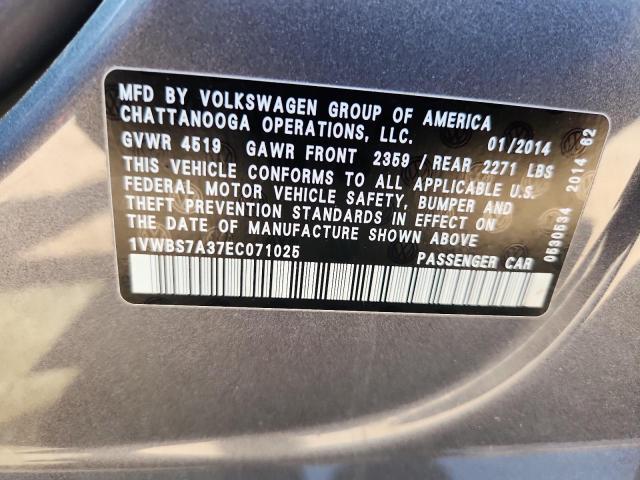 MFD BY VOLKSWAGEN GROUP OF AMERICA
CHATTANOOGA OPERATIONS, LLC.
01/2014
GVWR 4519 GAWR FRONT 2359 / REAR 2271 LBS
THIS VEHICLE CONFORMS TO ALL APPLICABLE U.S.
FEDERAL MOTOR VEHICLE SAFETY, BUMPER AND
THEFT PREVENTION STANDARDS IN EFFECT ON
THE DATE OF MANUFACTURE SHOWN ABOVE
1VWBS7A37EC071025
PASSENGER CAR
0530534 2014 62